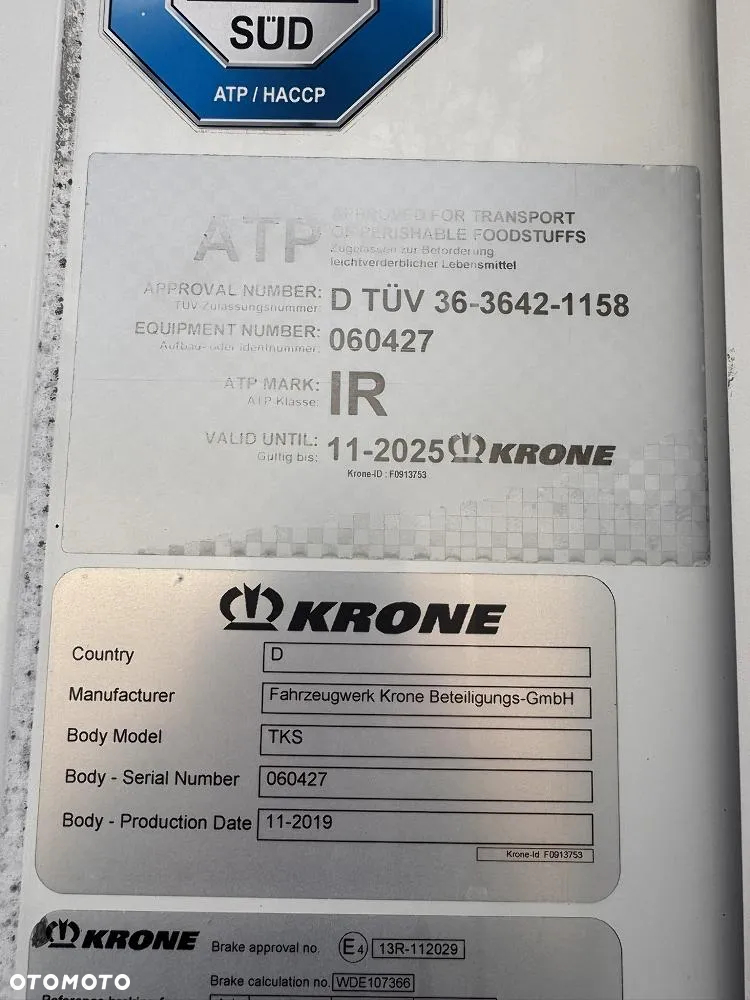 SÜD
ATP / HACCP
ATP
APPROVED FOR TRANSPORT
OF PERISHABLE FOODSTUFFS
Zugelassen zur Beförderung
leichtverderblicher Lebensmittel
APPROVAL NUMBER: D TÜV 36-3642-1158
TÜV-Zulassungsnummer:
EQUIPMENT NUMBER: 060427
Aufbau- oder Identnummer:
ATP MARK: IR
ATP-Klasse:
VALID UNTIL: 11-2025 KRONE
Gültig bis:
Krone-ID : F0913753
KRONE
Country D
Manufacturer Fahrzeugwerk Krone Beteiligungs-GmbH
Body Model TKS
Body - Serial Number 060427
Body - Production Date 11-2019
Krone-Id F0913753
KRONE Brake approval no. E4 13R-112029
Brake calculation no. WDE107366
OTOMOTO